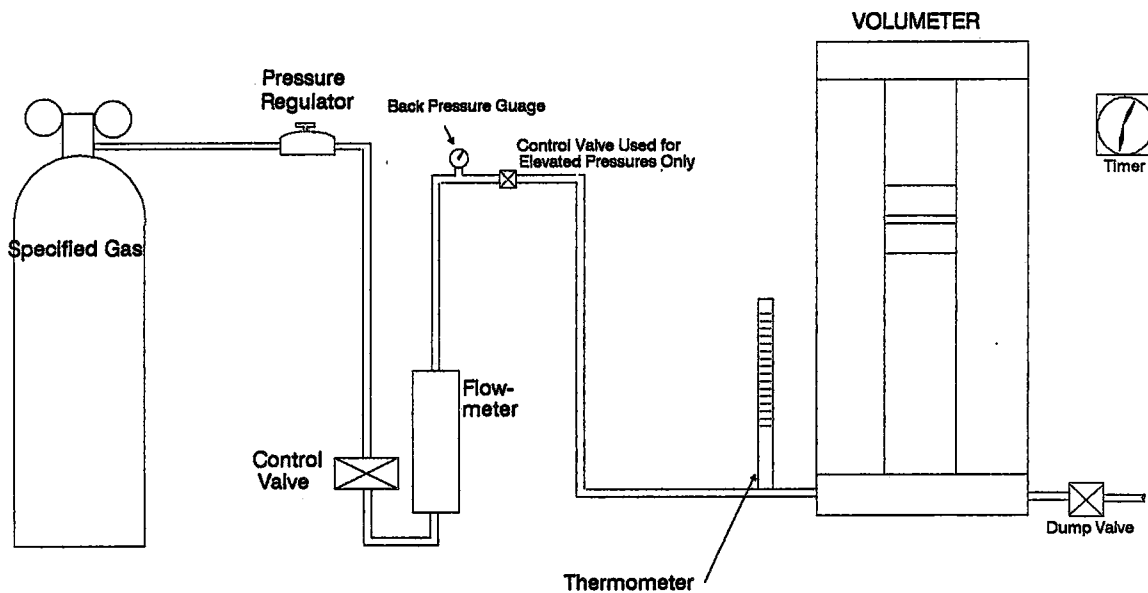 VOLUMETER
Pressure
Regulator
Back Pressure Guage
Control Valve Used for
Elevated Pressures Only
Timer
Specified Gas
Flow-
meter
Control
Valve
Dump Valve
Thermometer